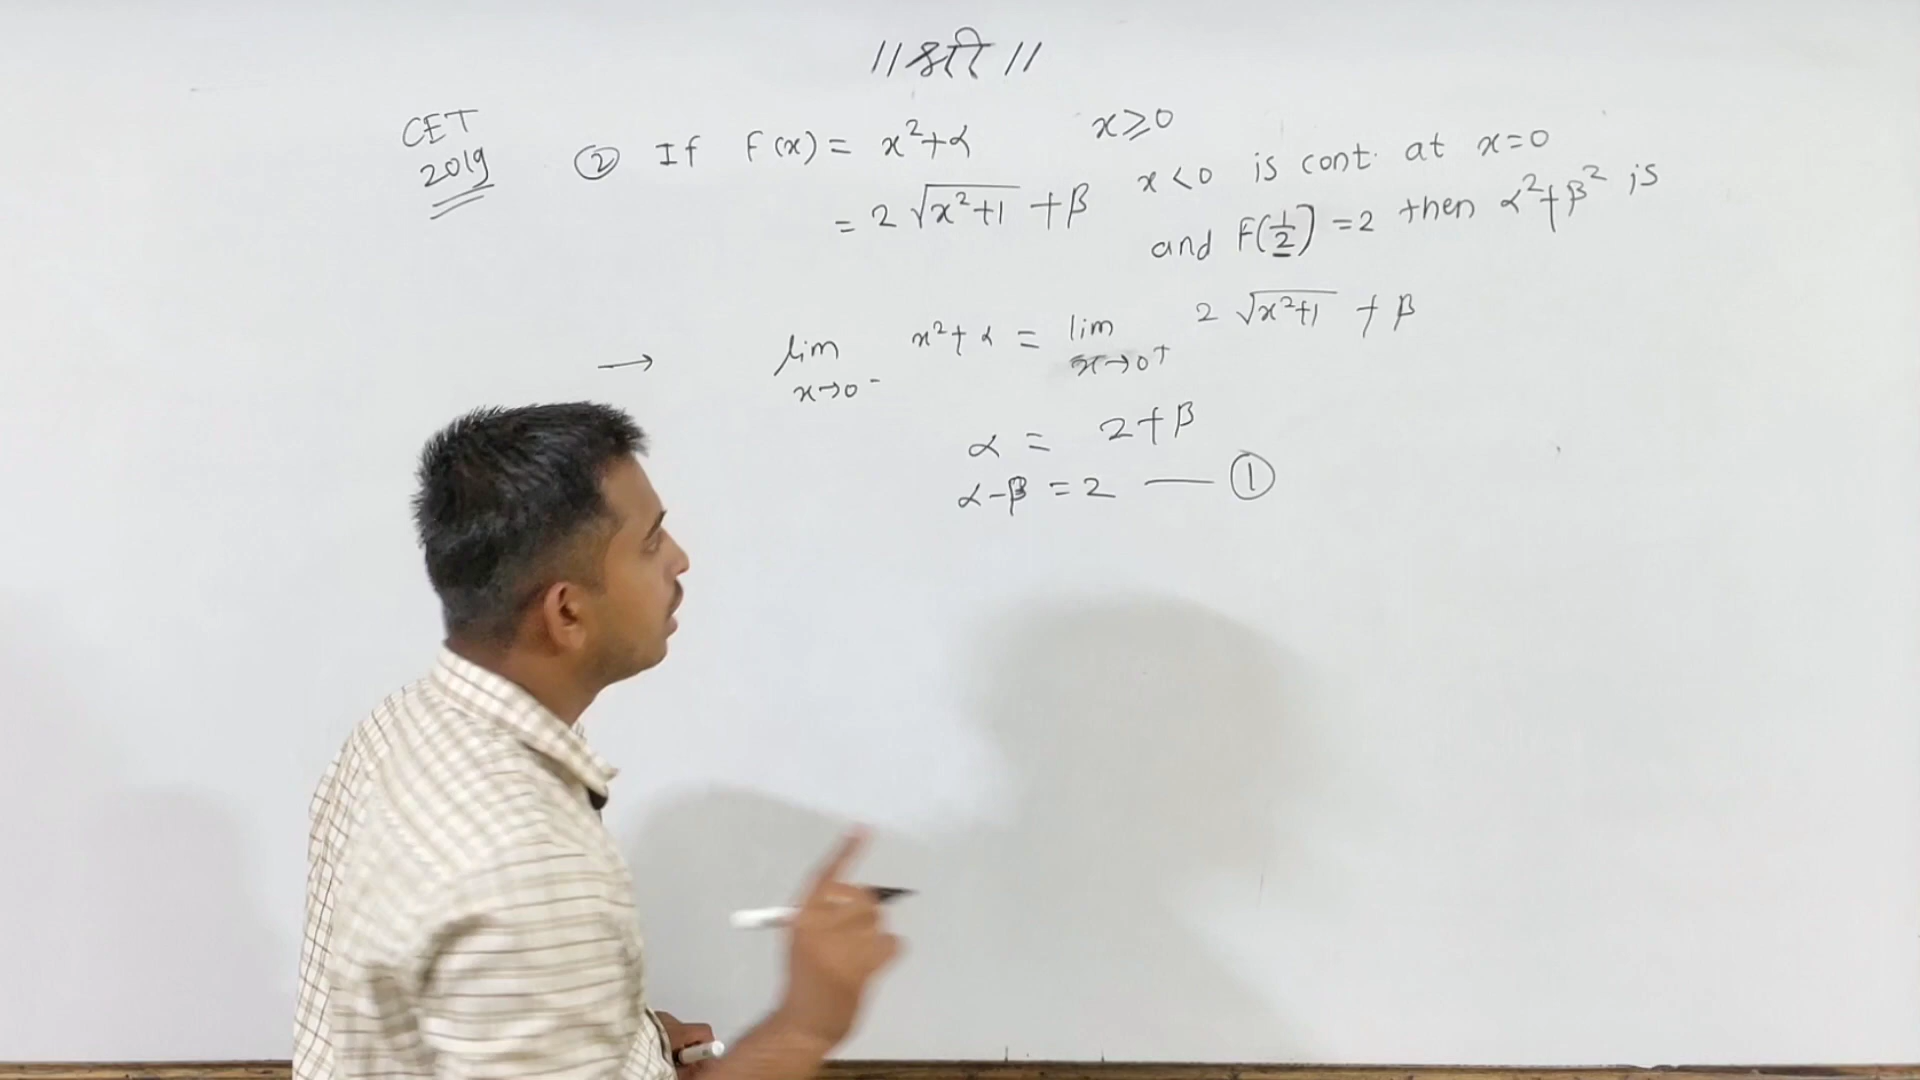 ॥ श्री ॥
CET 2019
② If F(x) = x²+α x≥0
= 2√(x²+1) + β x<0 is cont. at x=0
and F(1/2) = 2 then α²+β² is
→ lim x→0⁻ x²+α = lim x→0⁺ 2√(x²+1) + β
α = 2+β
α-β = 2 —— ①